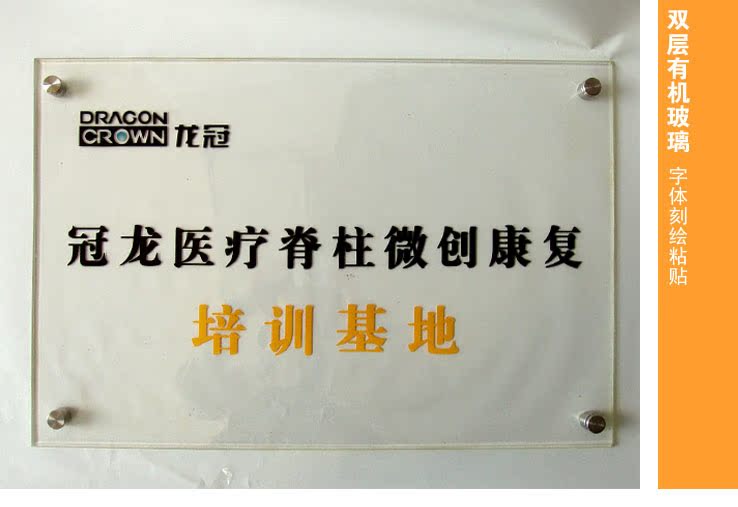 DRAGON
CROWN 龙冠
冠龙医疗脊柱微创康复
培训基地
双层有机玻璃 字体刻绘粘贴